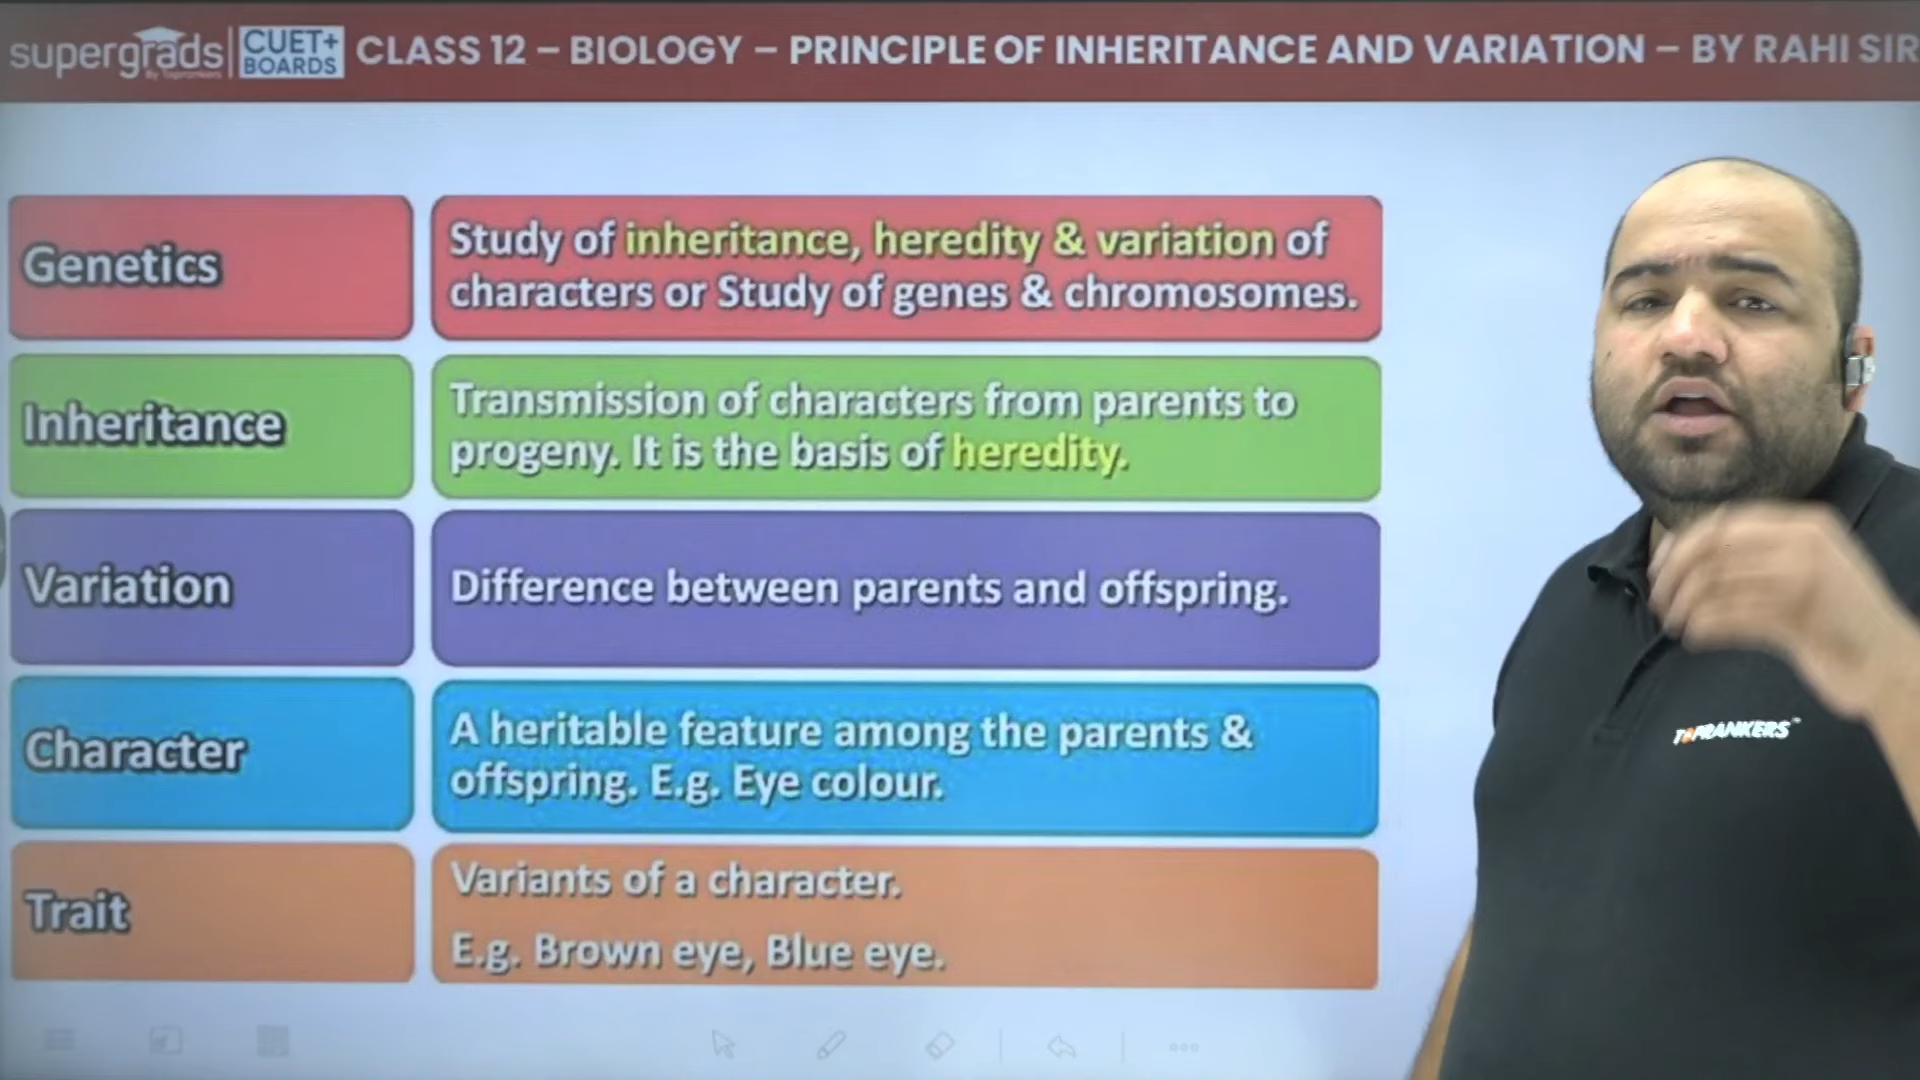 supergrads
By Toprankers
CUET+
BOARDS
CLASS 12 – BIOLOGY – PRINCIPLE OF INHERITANCE AND VARIATION – BY RAHI SIR
Genetics
Study of inheritance, heredity & variation of
characters or Study of genes & chromosomes.
Inheritance
Transmission of characters from parents to
progeny. It is the basis of heredity.
Variation
Difference between parents and offspring.
Character
A heritable feature among the parents &
offspring. E.g. Eye colour.
Trait
Variants of a character.
E.g. Brown eye, Blue eye.
TOPRANKERS™